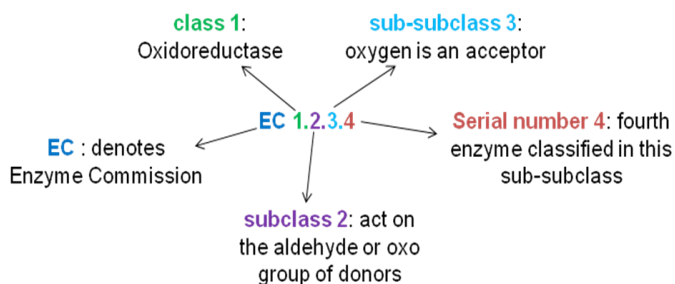 class 1:
Oxidoreductase
sub-subclass 3:
oxygen is an acceptor
EC 1.2.3.4
EC : denotes
Enzyme Commission
Serial number 4: fourth
enzyme classified in this
sub-subclass
subclass 2: act on
the aldehyde or oxo
group of donors